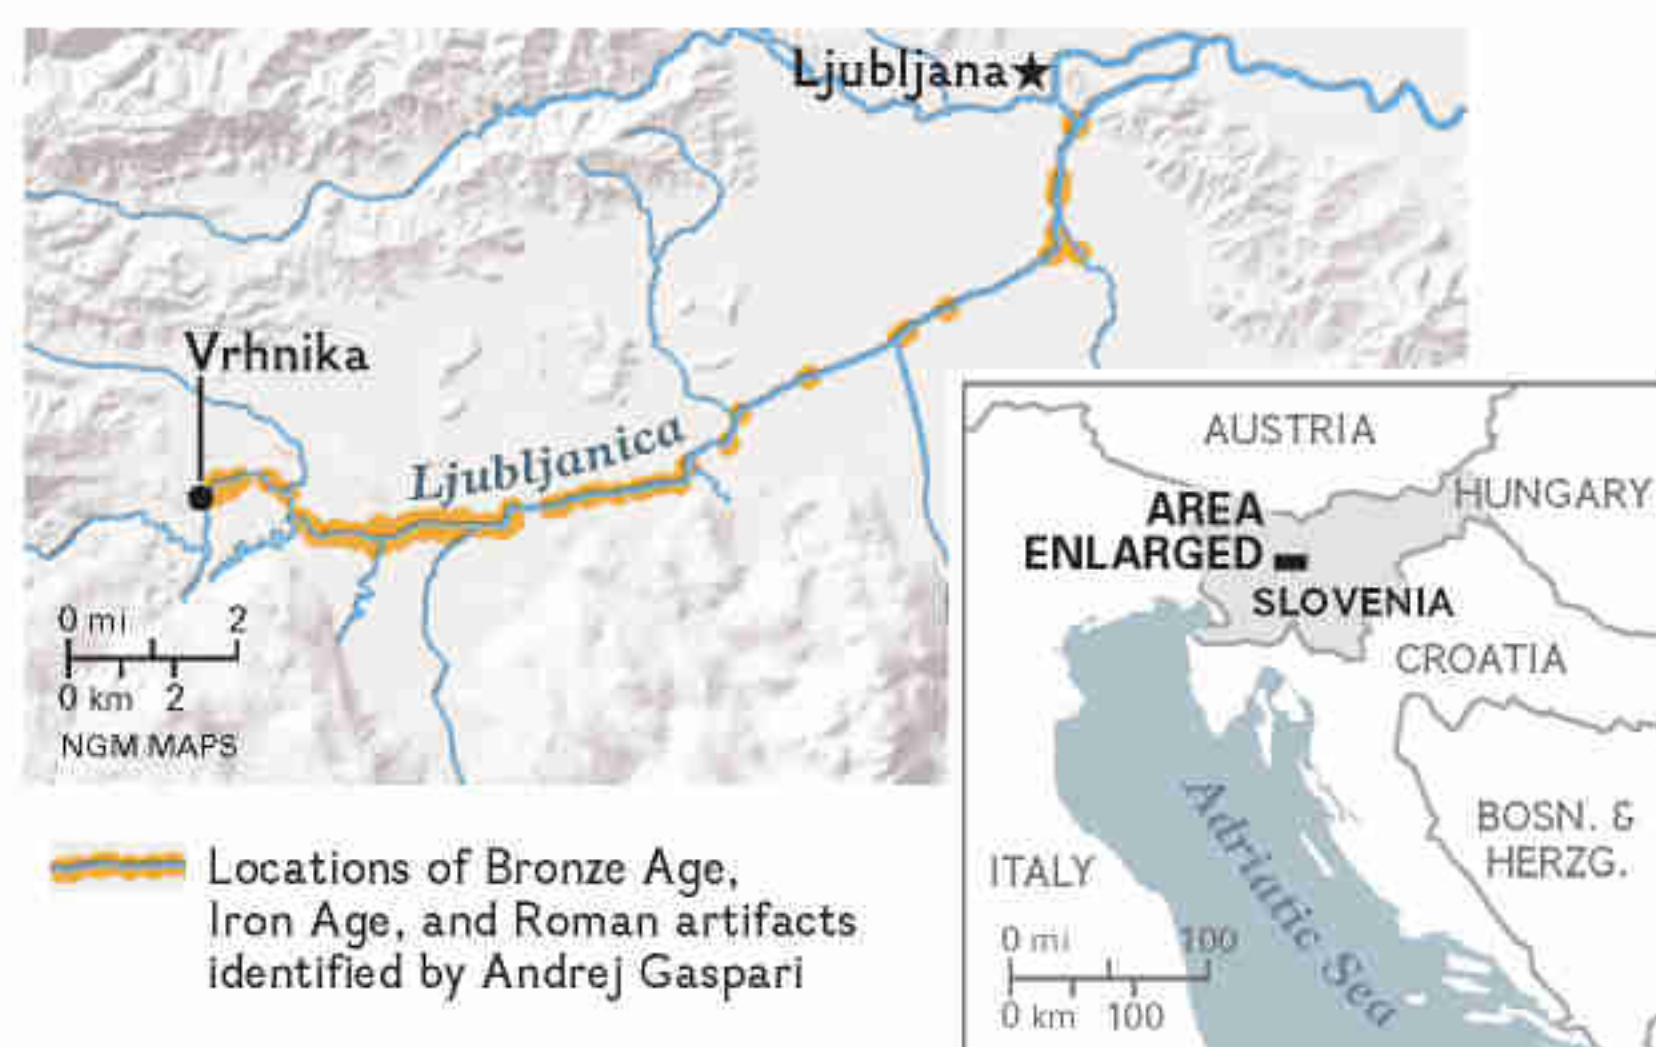 Ljubljana
Vrhnika
Ljubljanica
0 mi 2
0 km 2
NGM MAPS
Locations of Bronze Age,
Iron Age, and Roman artifacts
identified by Andrej Gaspari
AUSTRIA
HUNGARY
AREA
ENLARGED
SLOVENIA
CROATIA
BOSN. &
HERZG.
ITALY
Adriatic Sea
0 mi 100
0 km 100